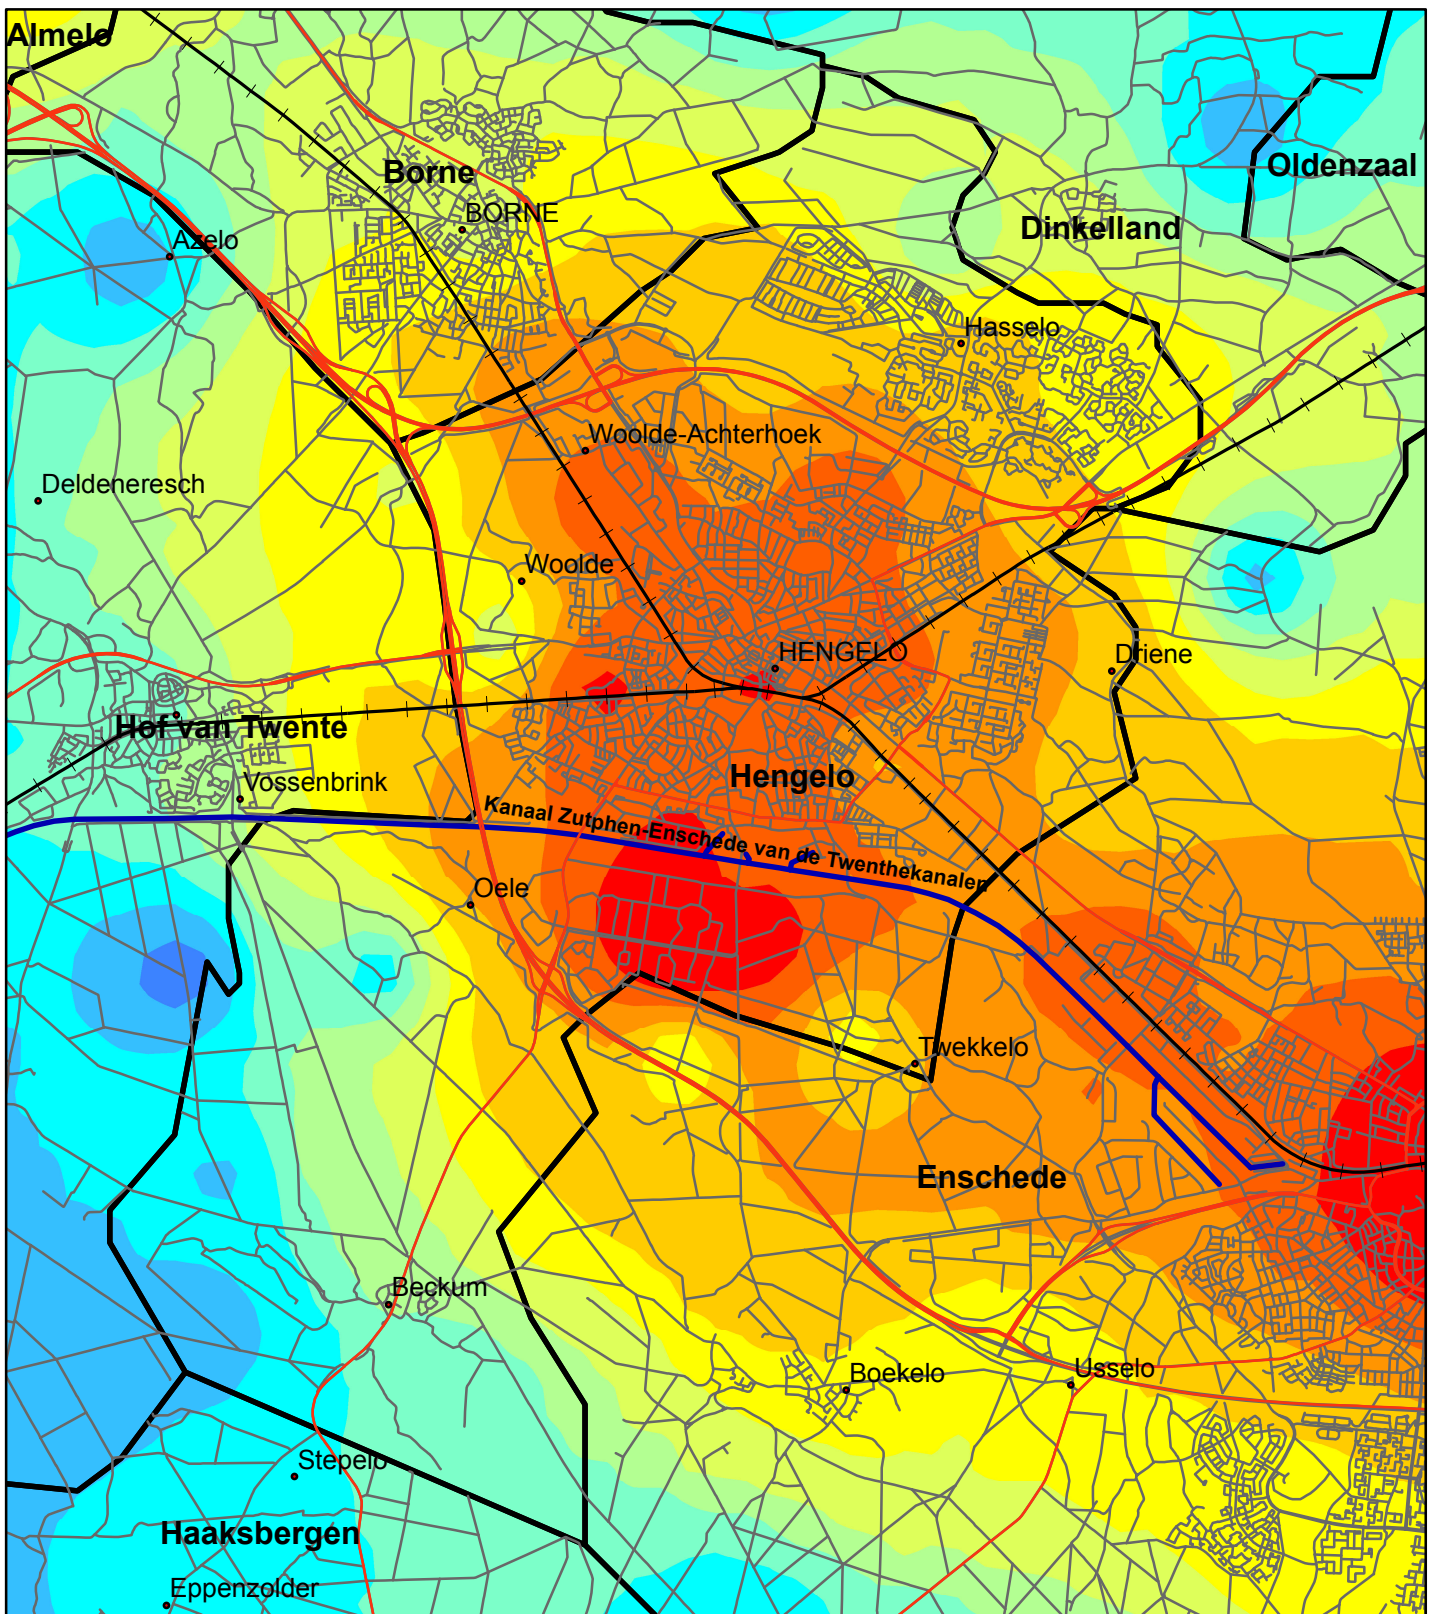 Almelo
Borne
BORNE
Oldenzaal
Dinkelland
Azelo
Hasselo
Woolde-Achterhoek
Deldeneresch
Woolde
HENGELO
Driene
Hof van Twente
Vossenbrink
Hengelo
Kanaal Zutphen-Enschede van de Twenthekanalen
Oele
Twekkelo
Enschede
Beckum
Boekelo
Usselo
Stepelo
Haaksbergen
Eppenzolder